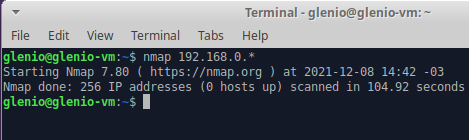 Terminal - glenio@glenio-vm: ~
File Edit View Terminal Tabs Help
glenio@glenio-vm:~$ nmap 192.168.0.*
Starting Nmap 7.80 ( https://nmap.org ) at 2021-12-08 14:42 -03
Nmap done: 256 IP addresses (0 hosts up) scanned in 104.92 seconds
glenio@glenio-vm:~$